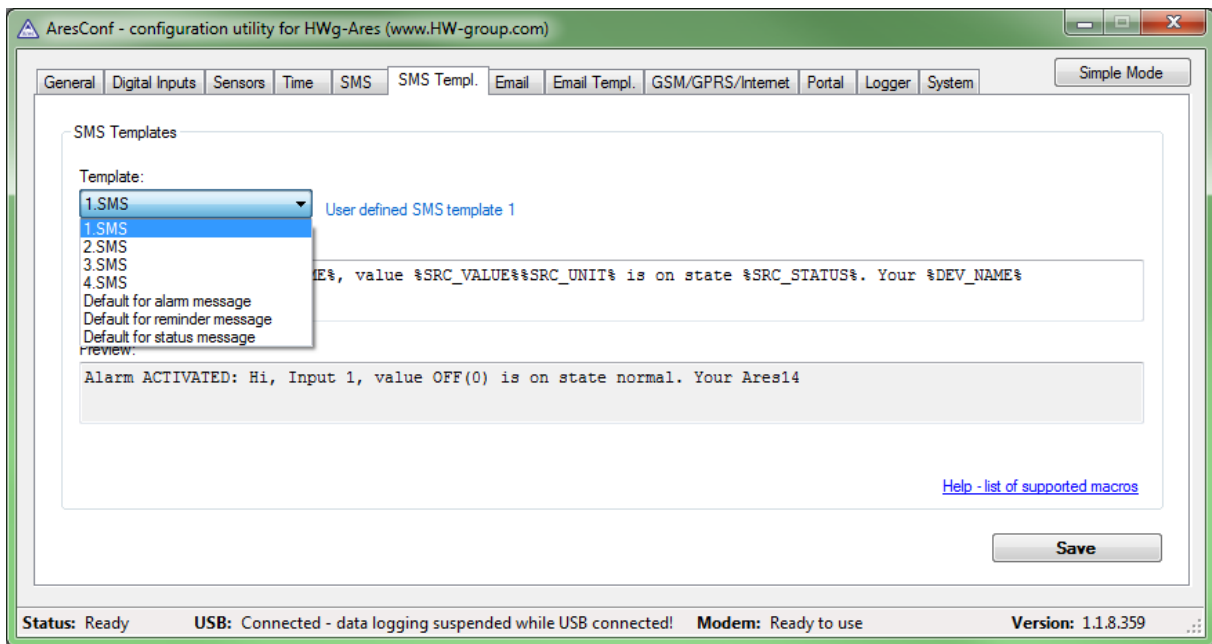 AresConf - configuration utility for HWg-Ares (www.HW-group.com)
Simple Mode
General Digital Inputs Sensors Time SMS SMS Templ. Email Email Templ. GSM/GPRS/Internet Portal Logger System
SMS Templates
Template:
1.SMS User defined SMS template 1
1.SMS
2.SMS
3.SMS
4.SMS
Default for alarm message
Default for reminder message
Default for status message
%, value %SRC_VALUE%%SRC_UNIT% is on state %SRC_STATUS%. Your %DEV_NAME%
Preview:
Alarm ACTIVATED: Hi, Input 1, value OFF(0) is on state normal. Your Ares14
Help - list of supported macros
Save
Status: Ready USB: Connected - data logging suspended while USB connected! Modem: Ready to use Version: 1.1.8.359